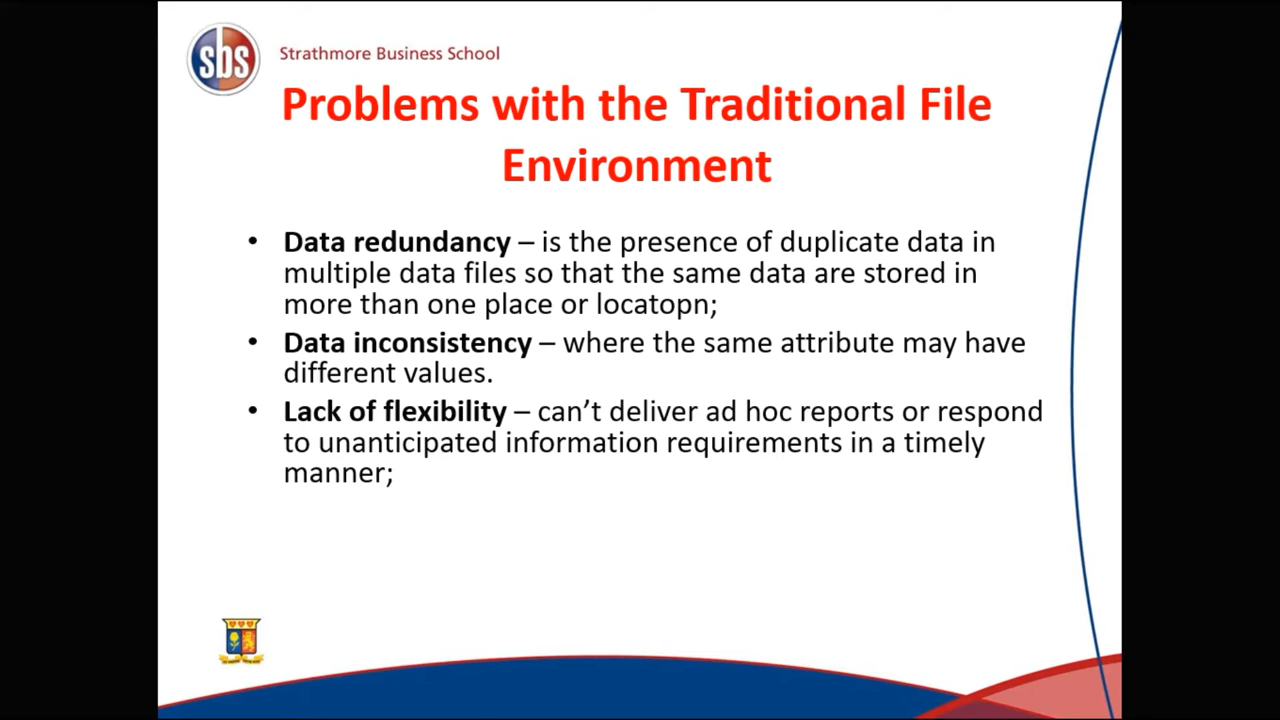 sbs
Strathmore Business School
Problems with the Traditional File
Environment
• Data redundancy – is the presence of duplicate data in
multiple data files so that the same data are stored in
more than one place or locatopn;
• Data inconsistency – where the same attribute may have
different values.
• Lack of flexibility – can’t deliver ad hoc reports or respond
to unanticipated information requirements in a timely
manner;